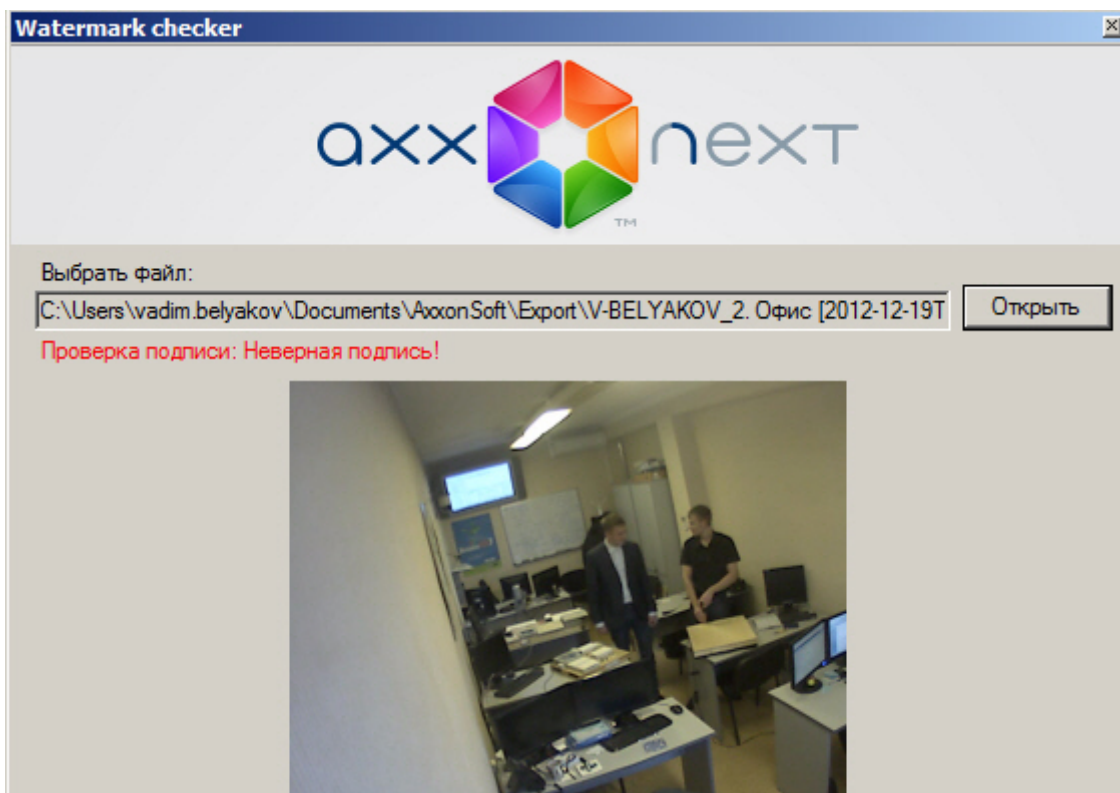 Watermark checker
axx next
TM
Выбрать файл:
C:\Users\vadim.belyakov\Documents\AxxonSoft\Export\V-BELYAKOV_2. Офис [2012-12-19T
Открыть
Проверка подписи: Неверная подпись!